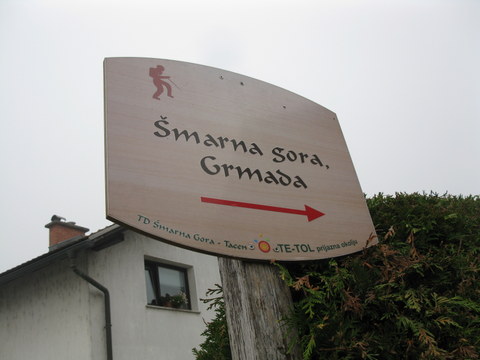 Šmarna gora,
Grmada
TD Šmarna Gora - Tacen TE-TOL prijazna okolju